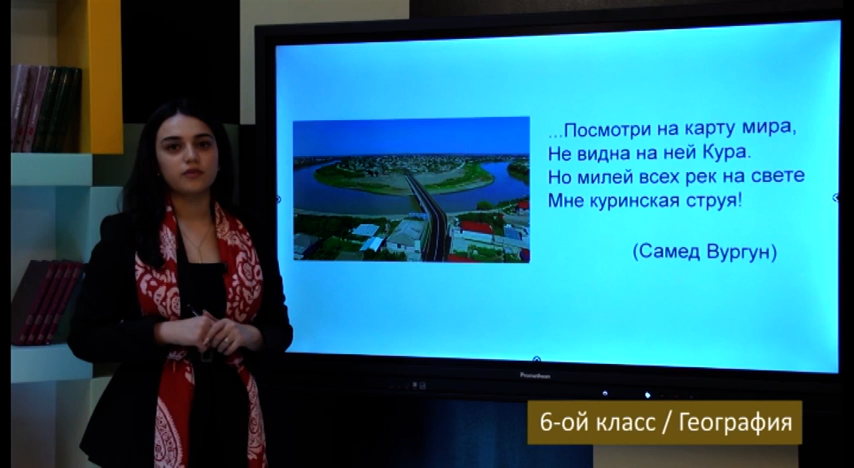 ...Посмотри на карту мира,
Не видна на ней Кура.
Но милей всех рек на свете
Мне куринская струя!
(Самед Вургун)
Promethean
6-ой класс / География